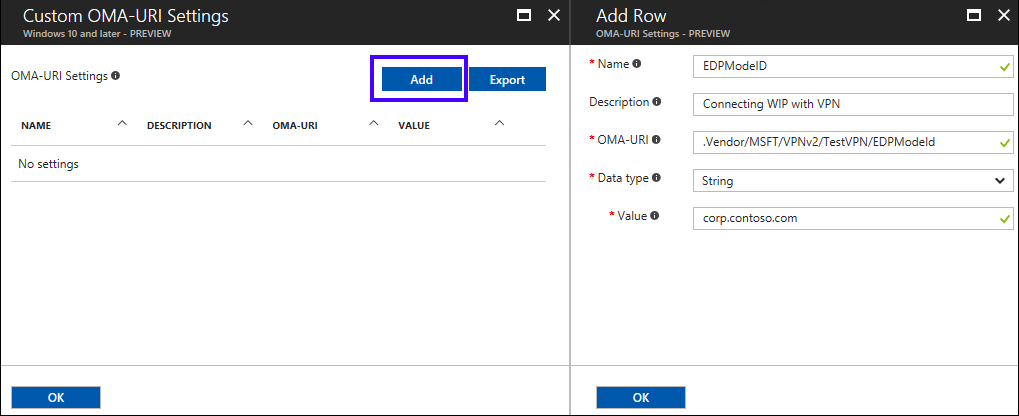 Custom OMA-URI Settings
Windows 10 and later - PREVIEW
OMA-URI Settings
Add
Export
NAME
DESCRIPTION
OMA-URI
VALUE
No settings
OK
Add Row
OMA-URI Settings - PREVIEW
* Name
EDPModeID
Description
Connecting WIP with VPN
* OMA-URI
.Vendor/MSFT/VPNv2/TestVPN/EDPModeId
* Data type
String
* Value
corp.contoso.com
OK